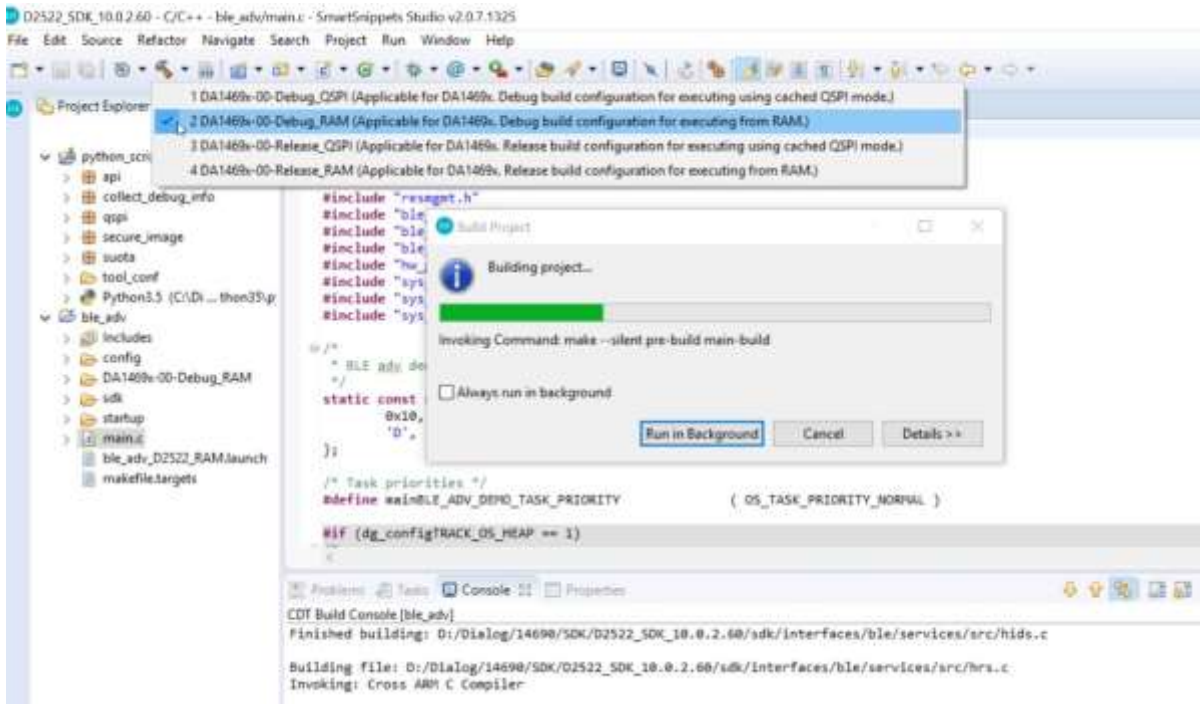 D2522_SDK_10.0.2.60 - C/C++ - ble_adv/main.c - SmartSnippets Studio v2.0.7.1325
File Edit Source Refactor Navigate Search Project Run Window Help
1 DA1469x-00-Debug_QSPI (Applicable for DA1469x. Debug build configuration for executing using cached QSPI mode.)
Project Explorer
2 DA1469x-00-Debug_RAM (Applicable for DA1469x. Debug build configuration for executing from RAM.)
3 DA1469x-00-Release_QSPI (Applicable for DA1469x. Release build configuration for executing using cached QSPI mode.)
4 DA1469x-00-Release_RAM (Applicable for DA1469x. Release build configuration for executing from RAM.)
python_scri
api
collect_debug_info
qspi
secure_image
suota
tool_conf
Python3.5 (C:\Di ... thon35\p
ble_adv
Includes
config
DA1469x-00-Debug_RAM
sdk
startup
main.c
ble_adv_D2522_RAM.launch
makefile.targets
#include "resmgmt.h"
#include "ble_
#include "ble_
#include "ble_
#include "hw_
#include "sys_
#include "sys_
#include "sys_
/*
* BLE adv de
*/
static const
0x10,
'D',
};
/* Task priorities */
#define mainBLE_ADV_DEMO_TASK_PRIORITY ( OS_TASK_PRIORITY_NORMAL )
#if (dg_configTRACK_OS_HEAP == 1)
Build Project
Building project...
Invoking Command: make --silent pre-build main-build
Always run in background
Run in Background Cancel Details >>
Problems Tasks Console Properties
CDT Build Console [ble_adv]
Finished building: D:/Dialog/14690/SDK/D2522_SDK_10.0.2.60/sdk/interfaces/ble/services/src/hids.c
Building file: D:/Dialog/14690/SDK/D2522_SDK_10.0.2.60/sdk/interfaces/ble/services/src/hrs.c
Invoking: Cross ARM C Compiler